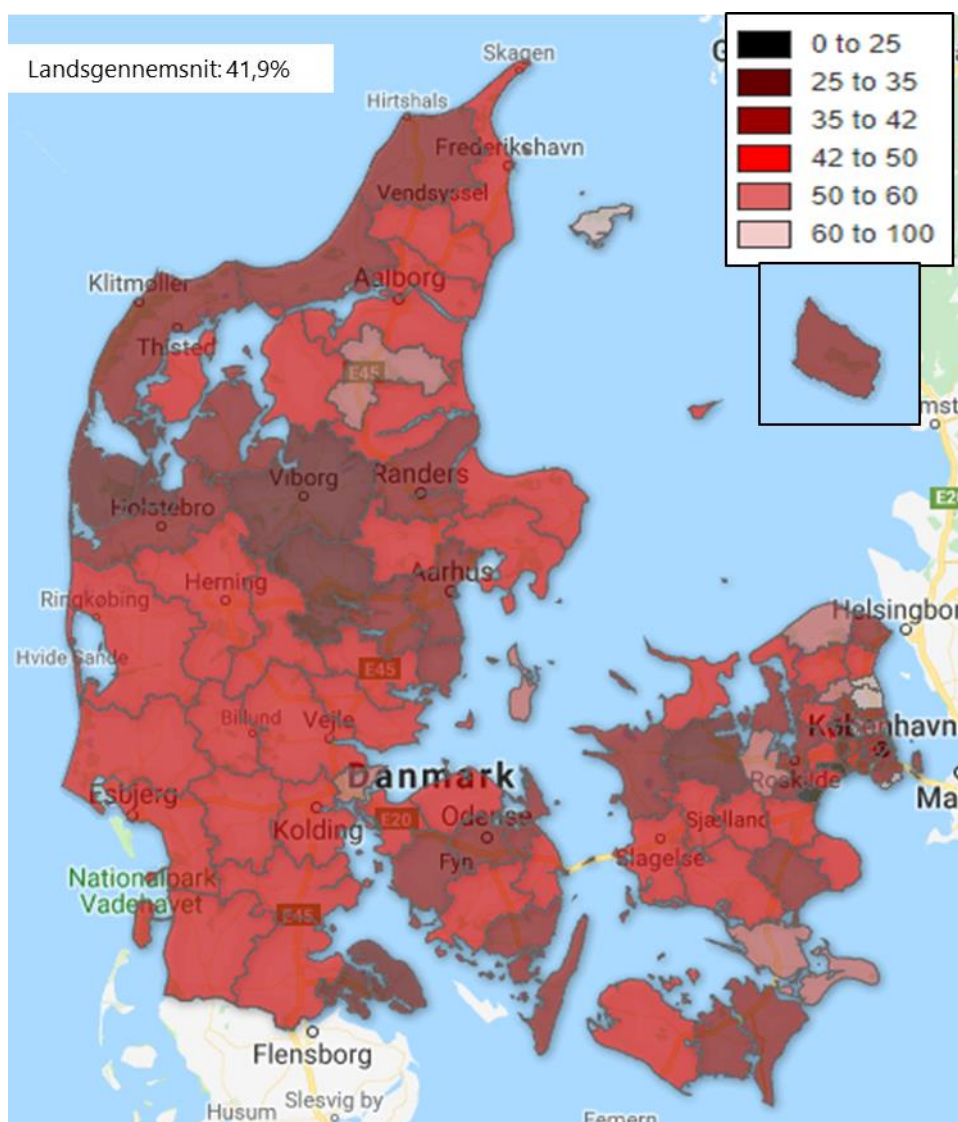 Landsgennemsnit: 41,9%
0 to 25
25 to 35
35 to 42
42 to 50
50 to 60
60 to 100
Skagen
Hirtshals
Frederikshavn
Vendsyssel
Klitmøller
Aalborg
Thisted
E45
Viborg
Randers
Holstebro
Aarhus
Herning
Ringkøbing
Helsingbor
Hvide Sande
E45
Billund
Vejle
København
Danmark
Roskilde
Esbjerg
Ma
Kolding
E20
Odense
Sjælland
Fyn
Slagelse
Nationalpark
Vadehavet
E45
Flensborg
Slesvig by
Husum
Femern